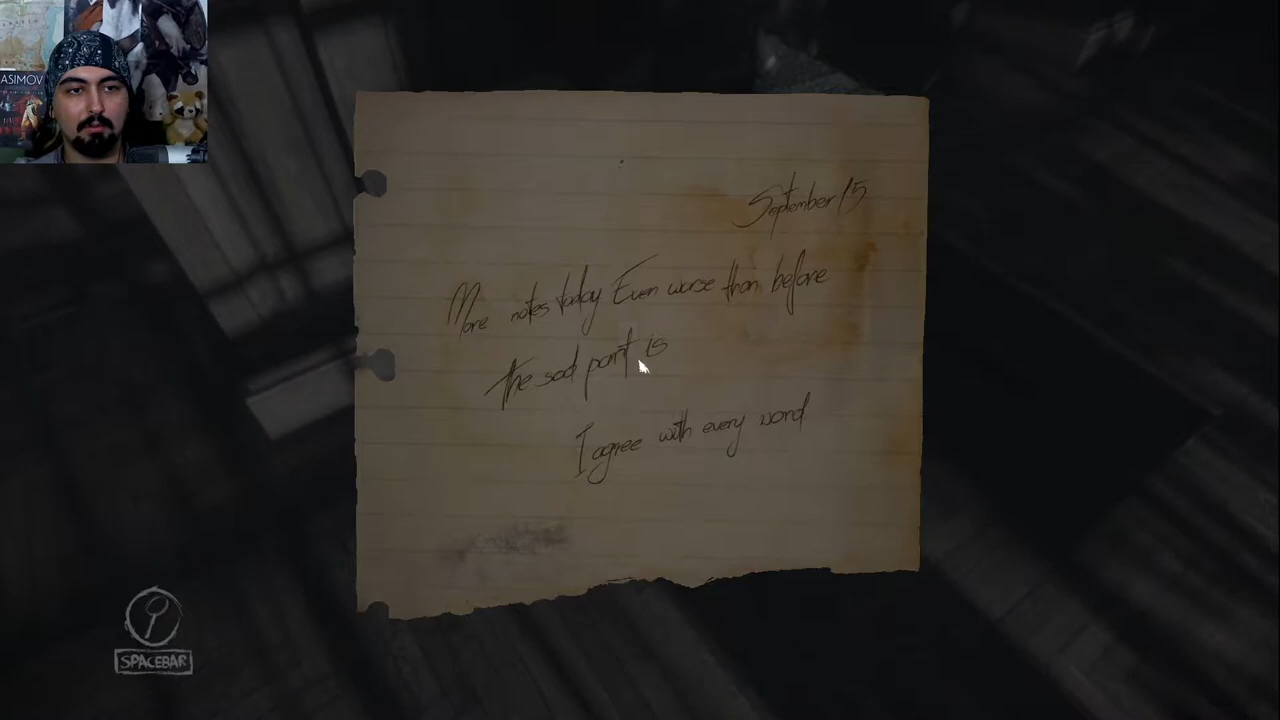 ASIMOV
September 15
More notes today Even worse than before
the sad part is
I agree with every word
SPACEBAR